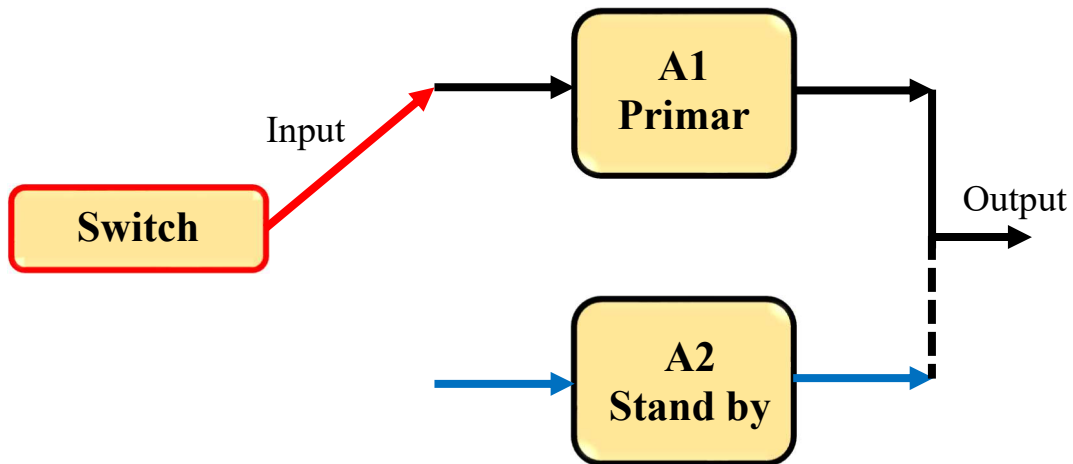 A1
Primar
Input
Switch
Output
A2
Stand by